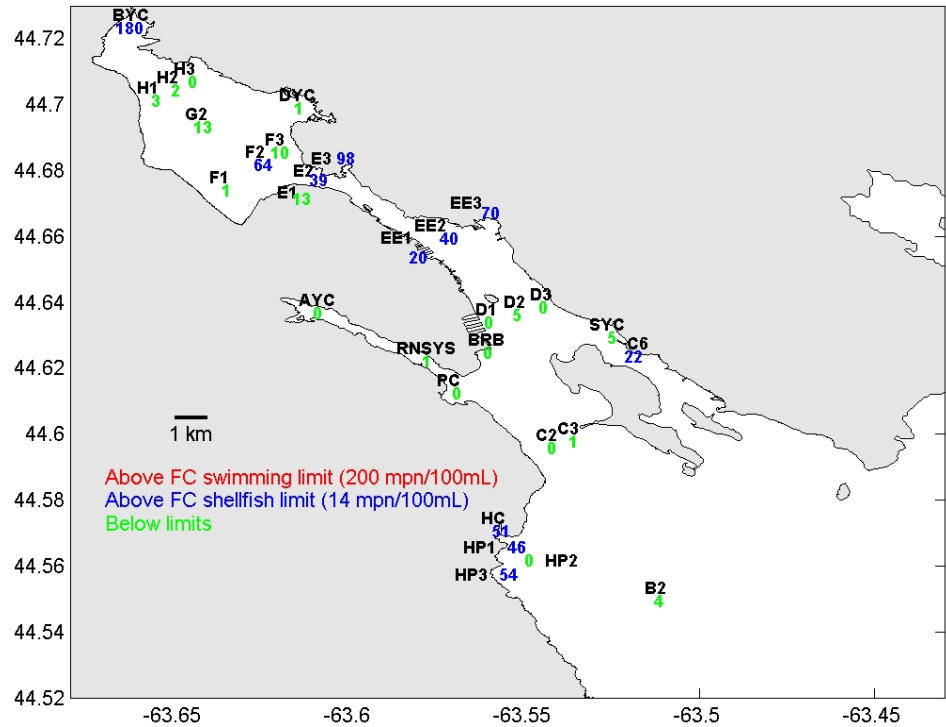 BYC
180
44.72
H3
0
H2
2
H1
3
44.7
DYC
1
G2
13
F3
10
F2
64
44.68
E3 98
E2
39
F1
1
E1
13
EE3
70
EE2
40
EE1
20
44.66
44.64
AYC
0
D3
0
D2
5
D1
0
SYC
5
BRB
0
C6
22
RNSYS
1
44.62
PC
0
1 km
44.6
C3
1
C2
0
Above FC swimming limit (200 mpn/100mL)
Above FC shellfish limit (14 mpn/100mL)
Below limits
44.58
HC
51
HP1 46
0 HP2
44.56
HP3 54
B2
4
44.54
44.52
-63.65 -63.6 -63.55 -63.5 -63.45